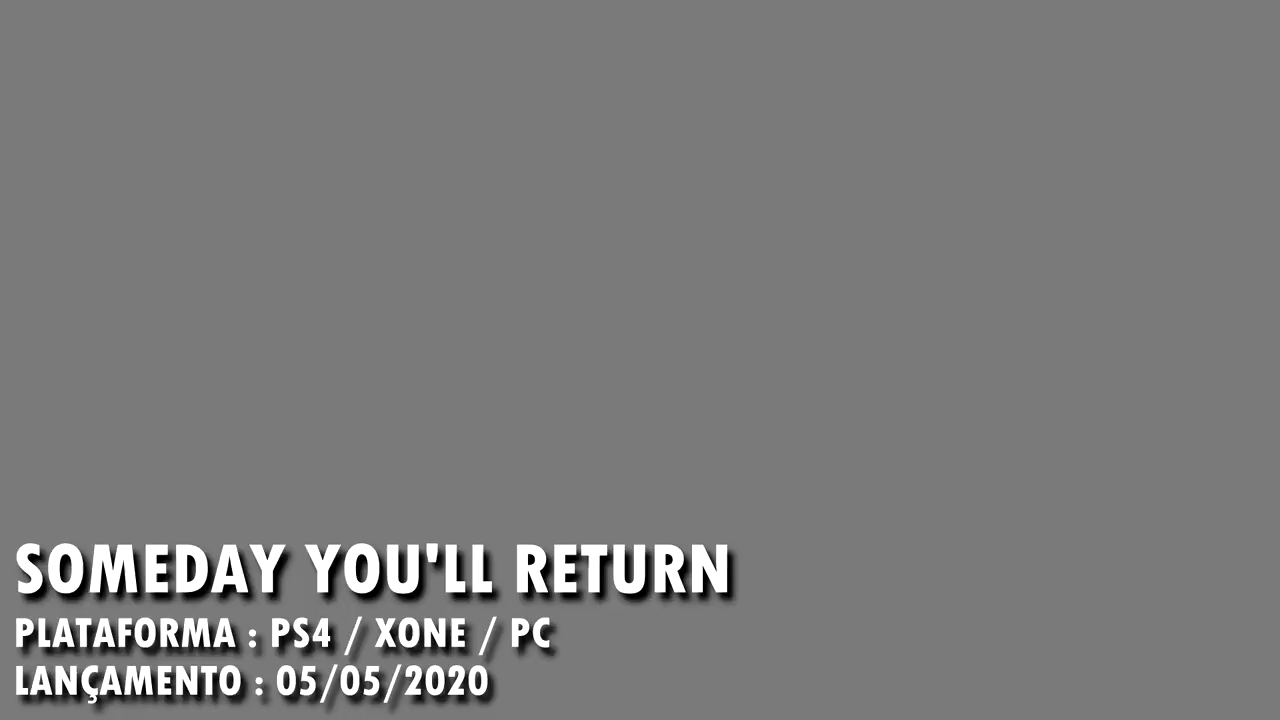 SOMEDAY YOU'LL RETURN
PLATAFORMA : PS4 / XONE / PC
LANÇAMENTO : 05/05/2020